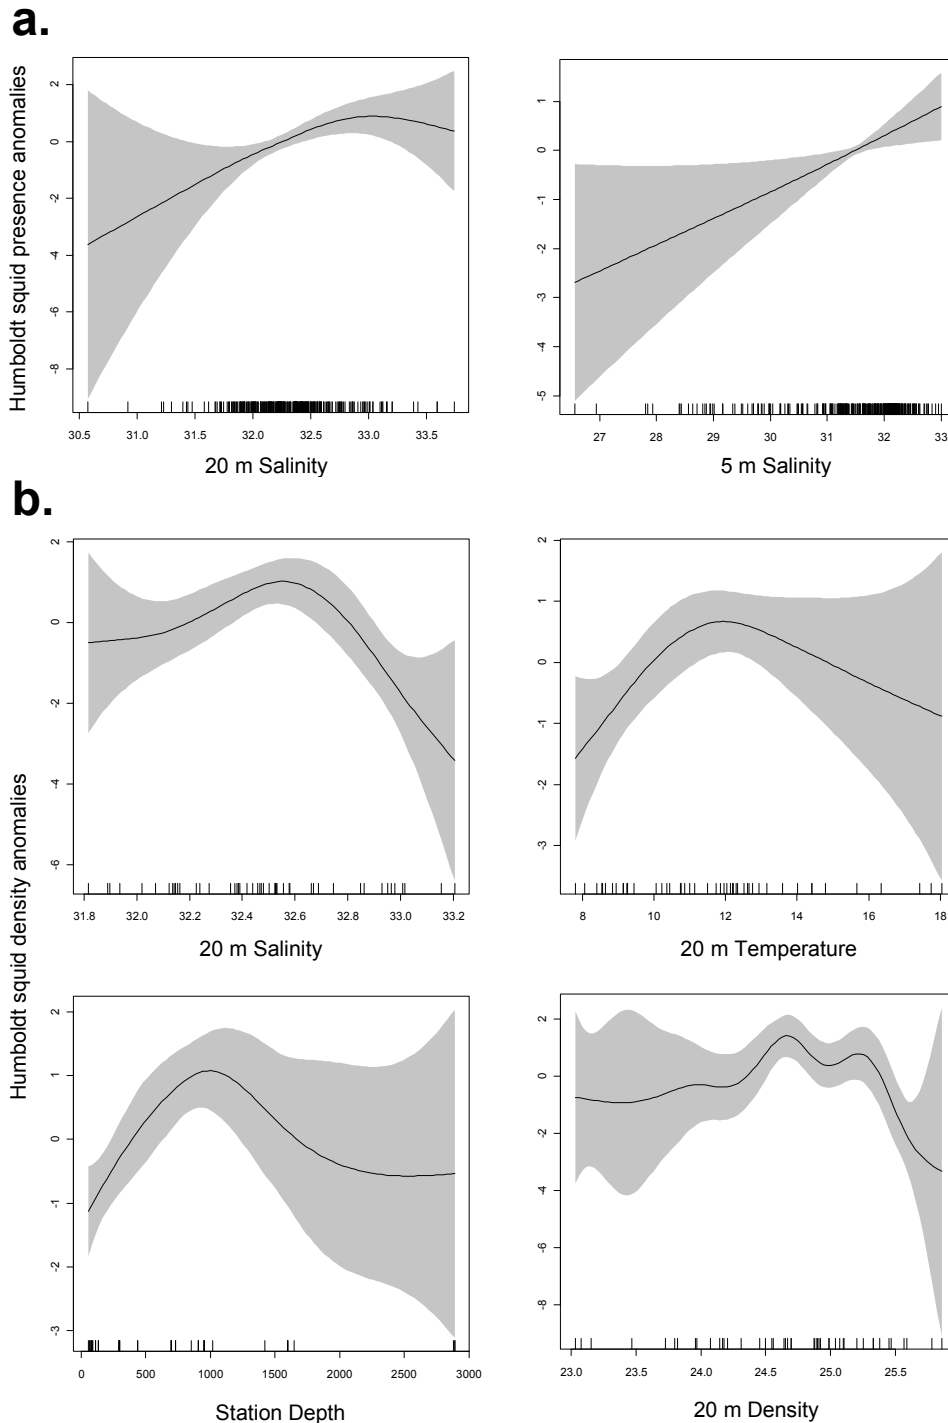 a.
Humboldt squid presence anomalies
2
0
-2
-4
-6
-8
30.5 31.0 31.5 32.0 32.5 33.0 33.5
20 m Salinity
1
0
-1
-2
-3
-4
-5
27 28 29 30 31 32 33
5 m Salinity
b.
Humboldt squid density anomalies
2
0
-2
-4
-6
31.8 32.0 32.2 32.4 32.6 32.8 33.0 33.2
20 m Salinity
2
1
0
-1
-2
-3
8 10 12 14 16 18
20 m Temperature
2
1
0
-1
-2
-3
0 500 1000 1500 2000 2500 3000
Station Depth
2
0
-2
-4
-6
-8
23.0 23.5 24.0 24.5 25.0 25.5
20 m Density